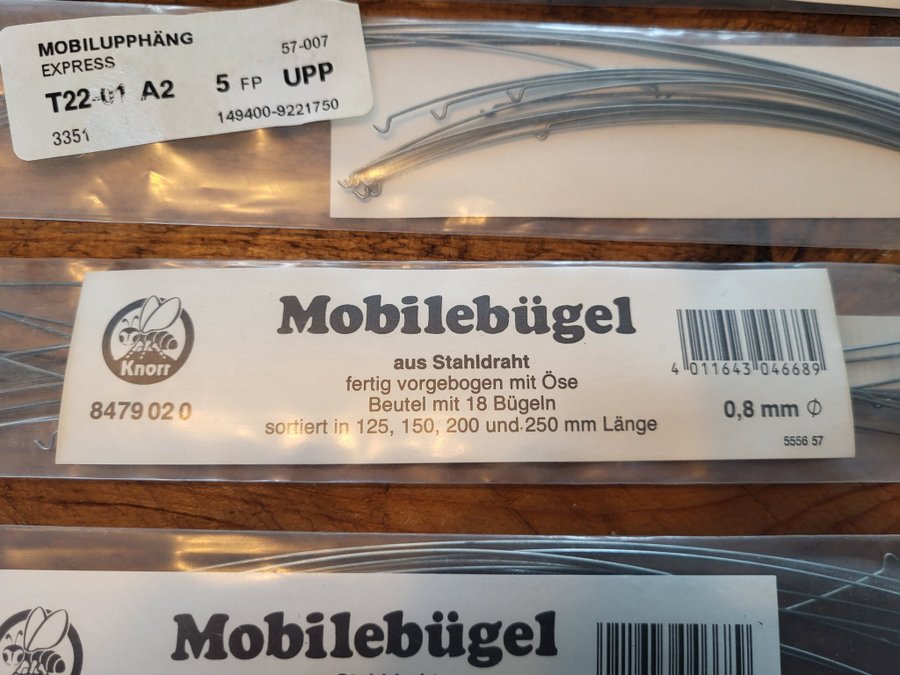 MOBILUPPHÄNG
57-007
EXPRESS
T22-01 A2 5 FP UPP
3351 149400-9221750
Mobilebügel
Knorr
aus Stahldraht
fertig vorgebogen mit Öse
Beutel mit 18 Bügeln
sortiert in 125, 150, 200 und 250 mm Länge
8479 02 0
4 011643 046689
0,8 mm Ø
5556 57
Mobilebügel
Stahldraht